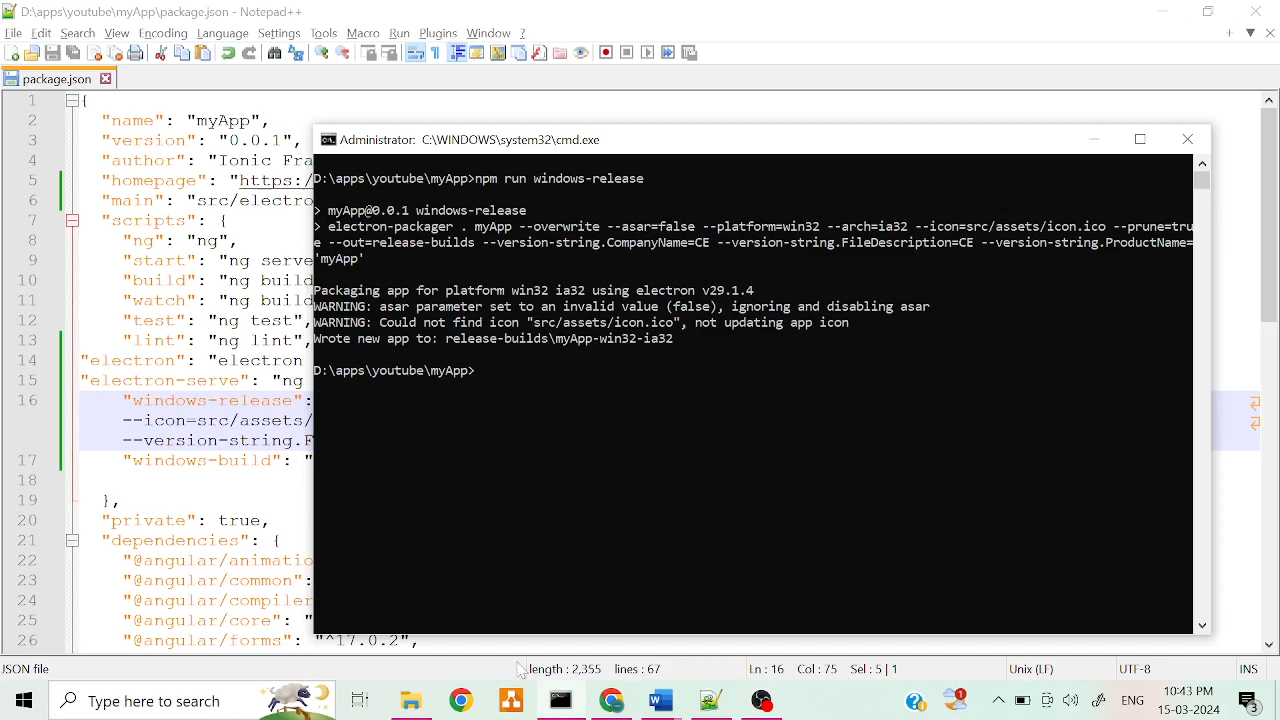 D:\apps\youtube\myApp\package.json - Notepad++
File Edit Search View Encoding Language Settings Tools Macro Run Plugins Window ?
package.json
1 {
2 "name": "myApp",
3 "version": "0.0.1",
4 "author": "Ionic Fra
5 "homepage": "https:/
6 "main": "src/electro
7 "scripts": {
8 "ng": "ng",
9 "start": "ng serve
10 "build": "ng build
11 "watch": "ng build
12 "test": "ng test",
13 "lint": "ng lint",
14 "electron": "electron
15 "electron-serve": "ng
16 "windows-release":
--icon=src/assets/
--version-string.F
17 "windows-build": "
18
19 },
20 "private": true,
21 "dependencies": {
22 "@angular/animatio
23 "@angular/common":
24 "@angular/compiler
25 "@angular/core": "
26 "@angular/forms": "^17.0.2",
Administrator: C:\WINDOWS\system32\cmd.exe
D:\apps\youtube\myApp>npm run windows-release
> myApp@0.0.1 windows-release
> electron-packager . myApp --overwrite --asar=false --platform=win32 --arch=ia32 --icon=src/assets/icon.ico --prune=tru
e --out=release-builds --version-string.CompanyName=CE --version-string.FileDescription=CE --version-string.ProductName=
'myApp'
Packaging app for platform win32 ia32 using electron v29.1.4
WARNING: asar parameter set to an invalid value (false), ignoring and disabling asar
WARNING: Could not find icon "src/assets/icon.ico", not updating app icon
Wrote new app to: release-builds\myApp-win32-ia32
D:\apps\youtube\myApp>
JSON file length : 2,355 lines : 67 Ln : 16 Col : 75 Sel : 5 | 1 Unix (LF) UTF-8 INS
Type here to search
1
ENG
10:43 PM
15-03-2024
3